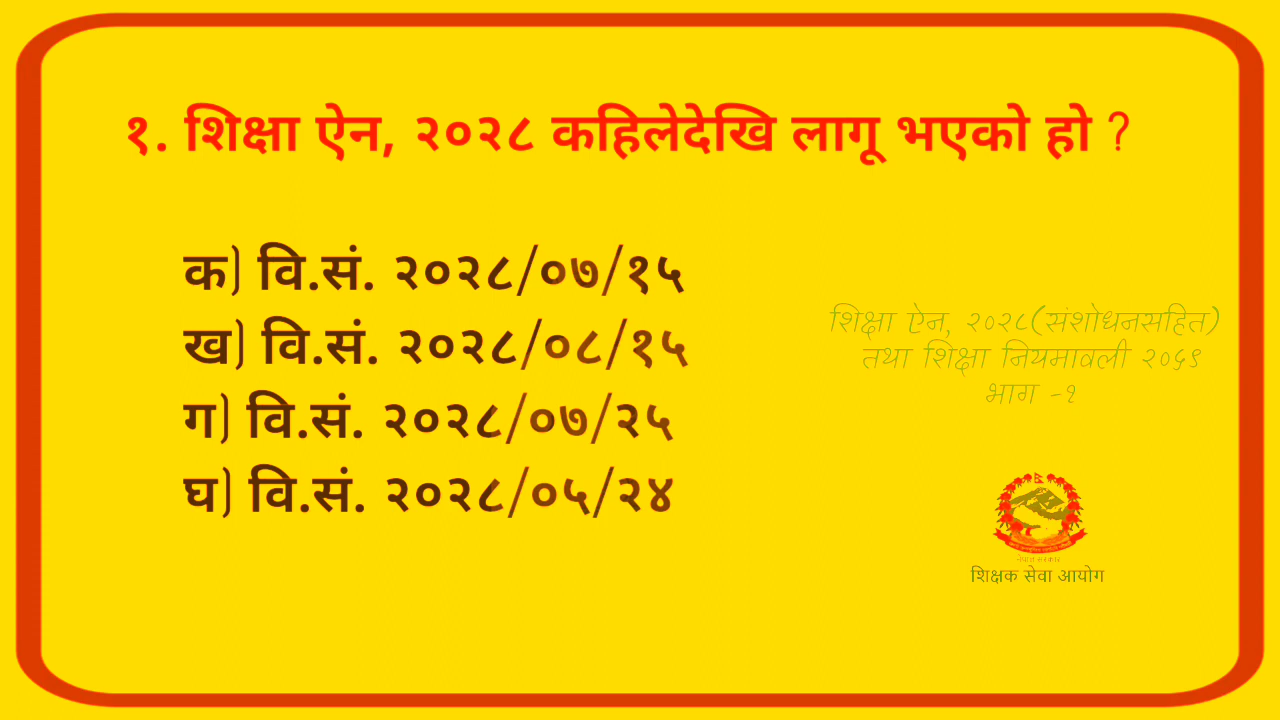 १. शिक्षा ऐन, २०२८ कहिलेदेखि लागू भएको हो ?
क) वि.सं. २०२८/०७/१५
ख) वि.सं. २०२८/०८/१५
ग) वि.सं. २०२८/०७/२५
घ) वि.सं. २०२८/०५/२४
शिक्षा ऐन, २०२८(संशोधनसहित)
तथा शिक्षा नियमावली २०५९
भाग -१
नेपाल सरकार
शिक्षक सेवा आयोग